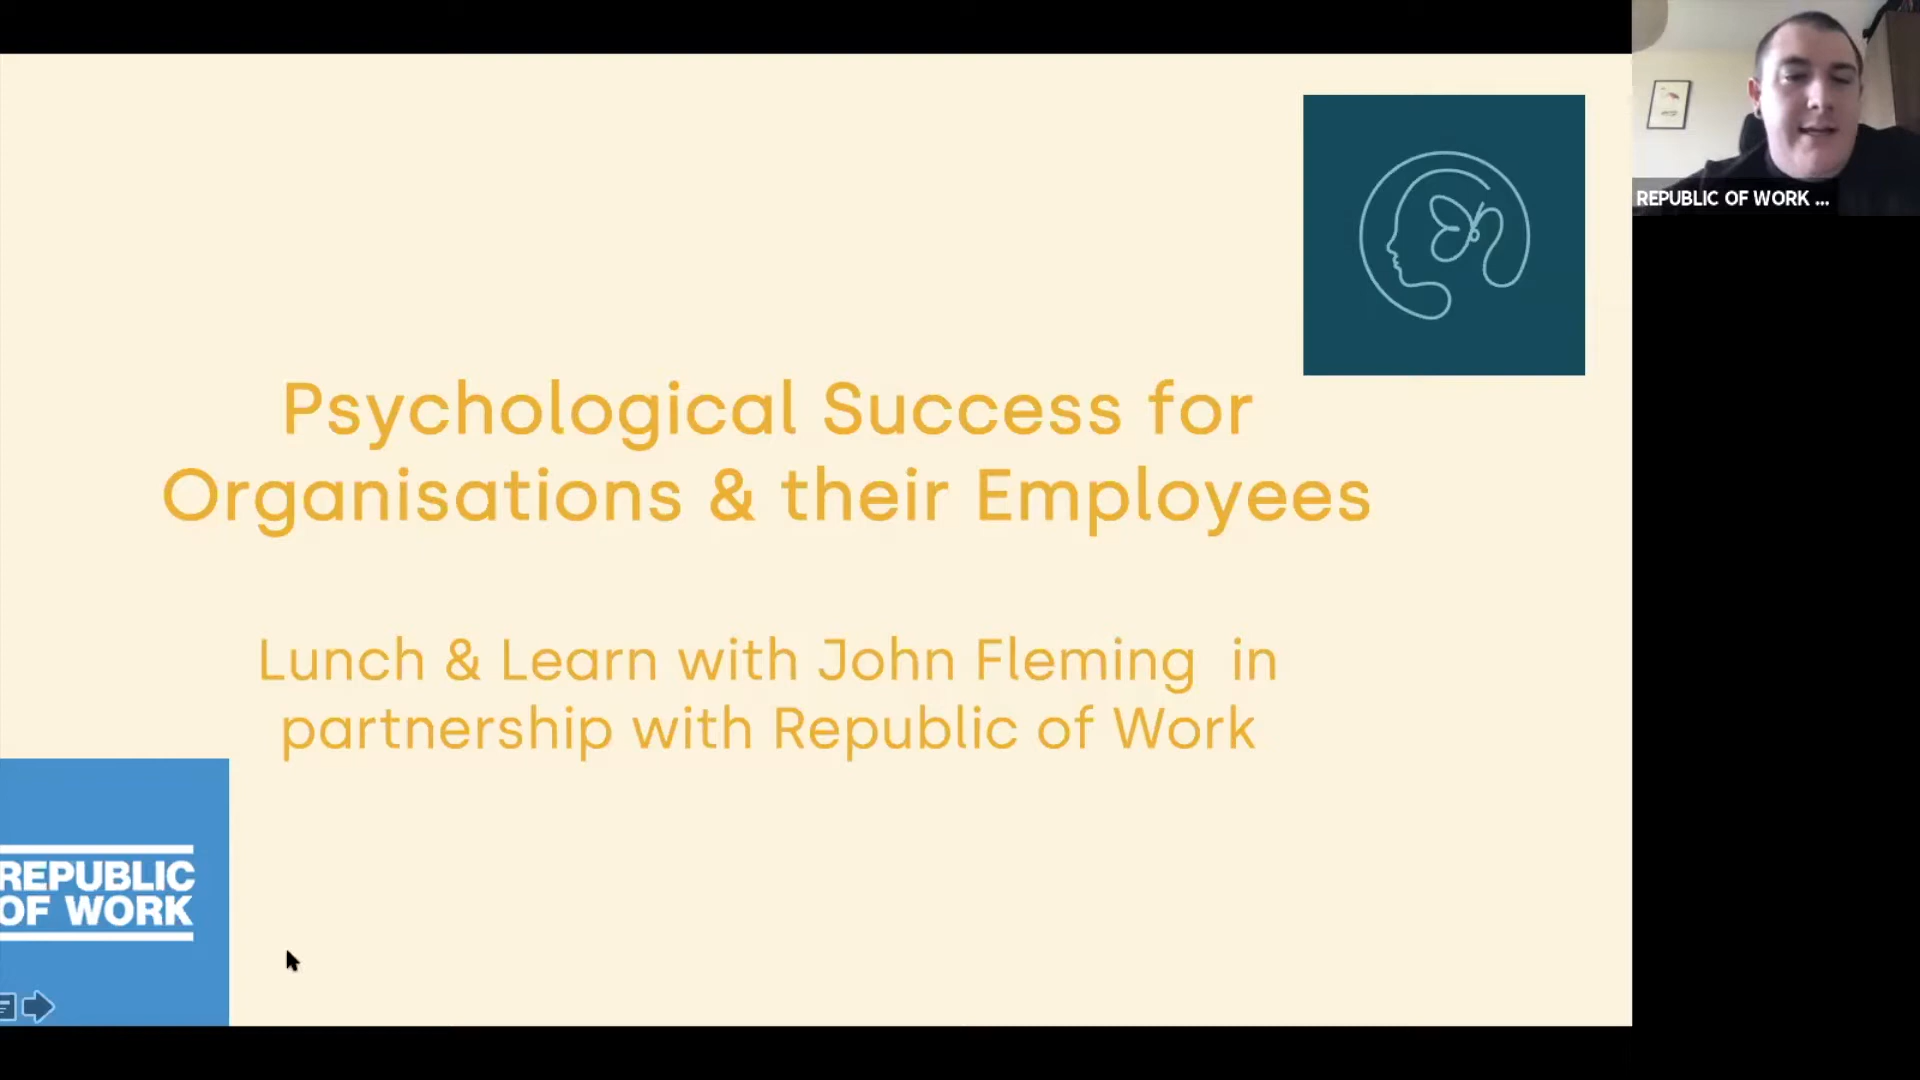 Psychological Success for
Organisations & their Employees
Lunch & Learn with John Fleming in
partnership with Republic of Work
REPUBLIC
OF WORK
REPUBLIC OF WORK ...